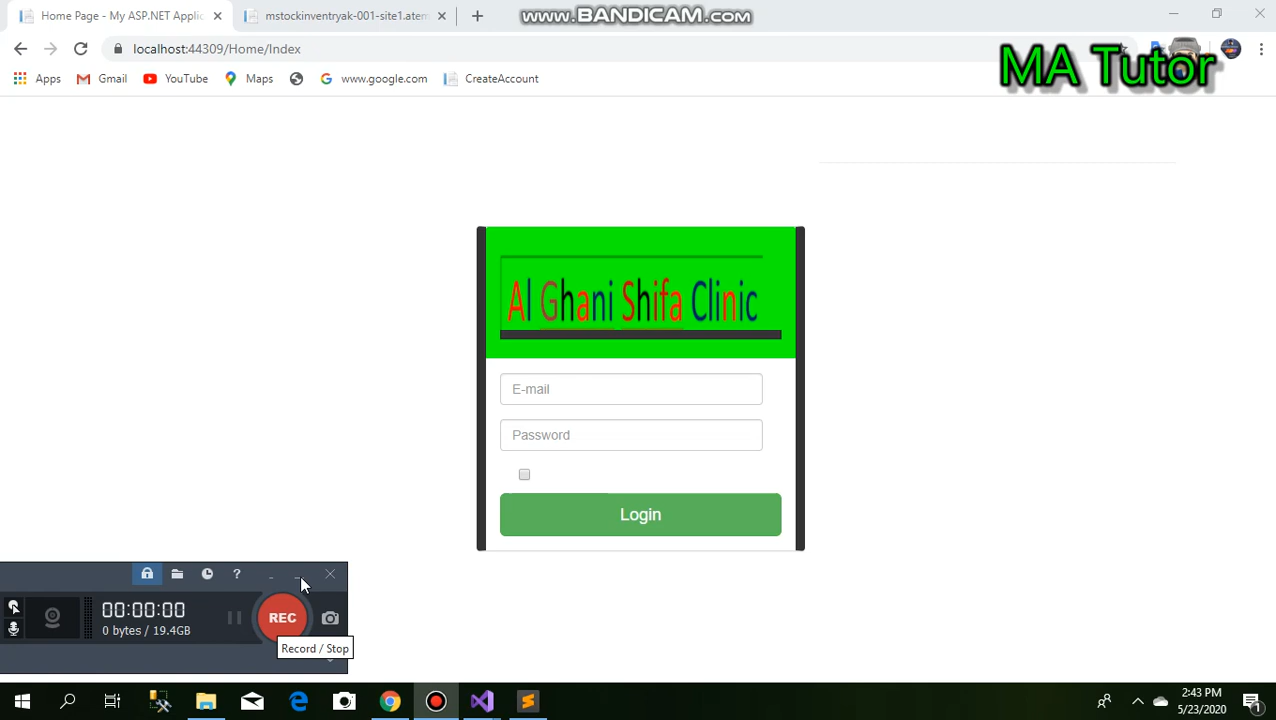 Home Page - My ASP.NET Applic
mstockinventryak-001-site1.atem
www.BANDICAM.com
localhost:44309/Home/Index
Apps
Gmail
YouTube
Maps
www.google.com
CreateAccount
MA Tutor
Al Ghani Shifa Clinic
E-mail
Password
Login
?
00:00:00
0 bytes / 19.4GB
REC
Record / Stop
2:43 PM
5/23/2020
1